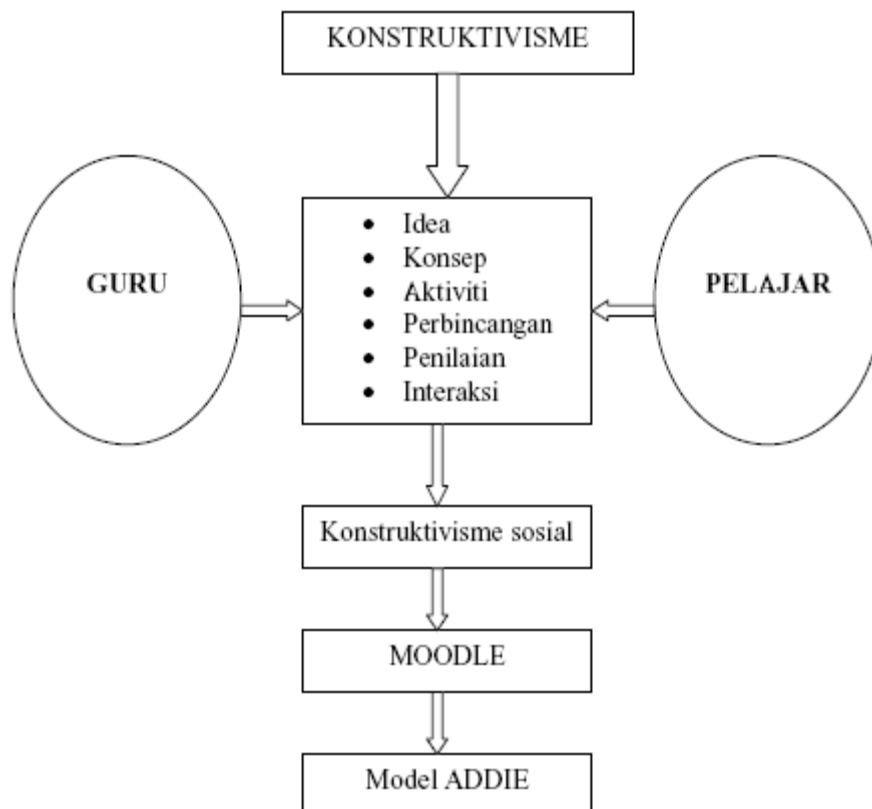 KONSTRUKTIVISME
GURU
• Idea
• Konsep
• Aktiviti
• Perbincangan
• Penilaian
• Interaksi
PELAJAR
Konstruktivisme sosial
MOODLE
Model ADDIE